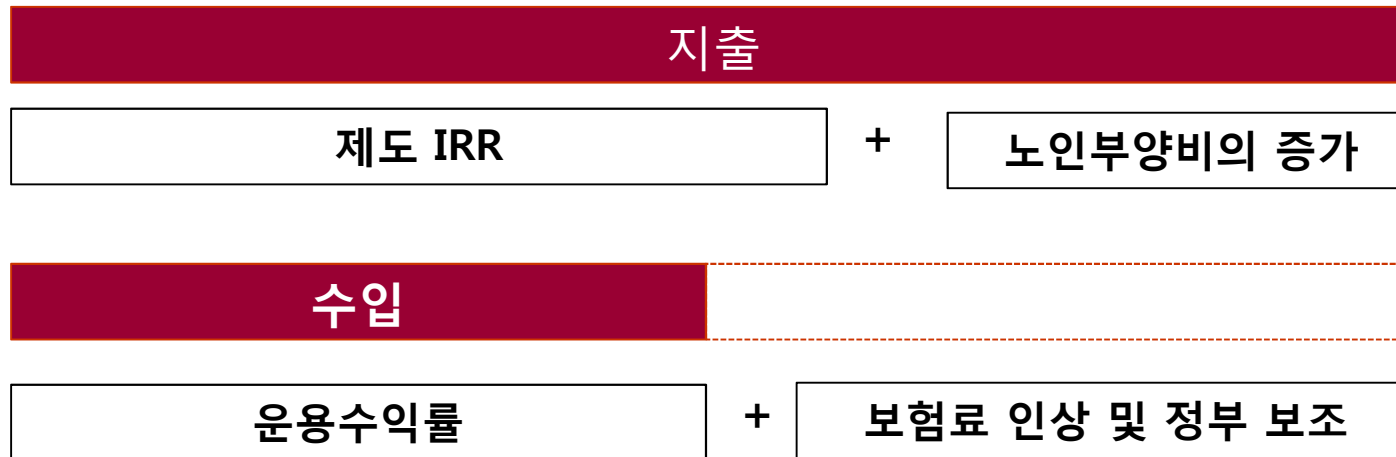 지출
제도 IRR + 노인부양비의 증가
수입
운용수익률 + 보험료 인상 및 정부 보조